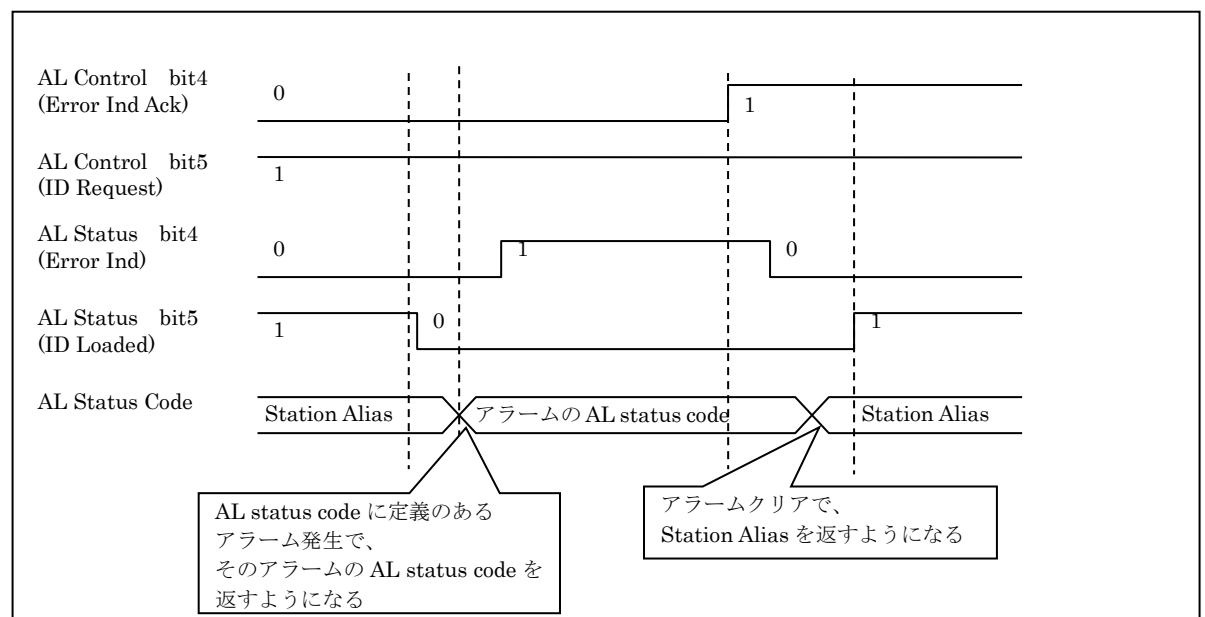 AL Control bit4
(Error Ind Ack)
0
1
AL Control bit5
(ID Request)
1
AL Status bit4
(Error Ind)
0
1
0
AL Status bit5
(ID Loaded)
1
0
1
AL Status Code
Station Alias
アラームの AL status code
Station Alias
AL status code に定義のある
アラーム発生で、
そのアラームの AL status code を
返すようになる
アラームクリアで、
Station Alias を返すようになる